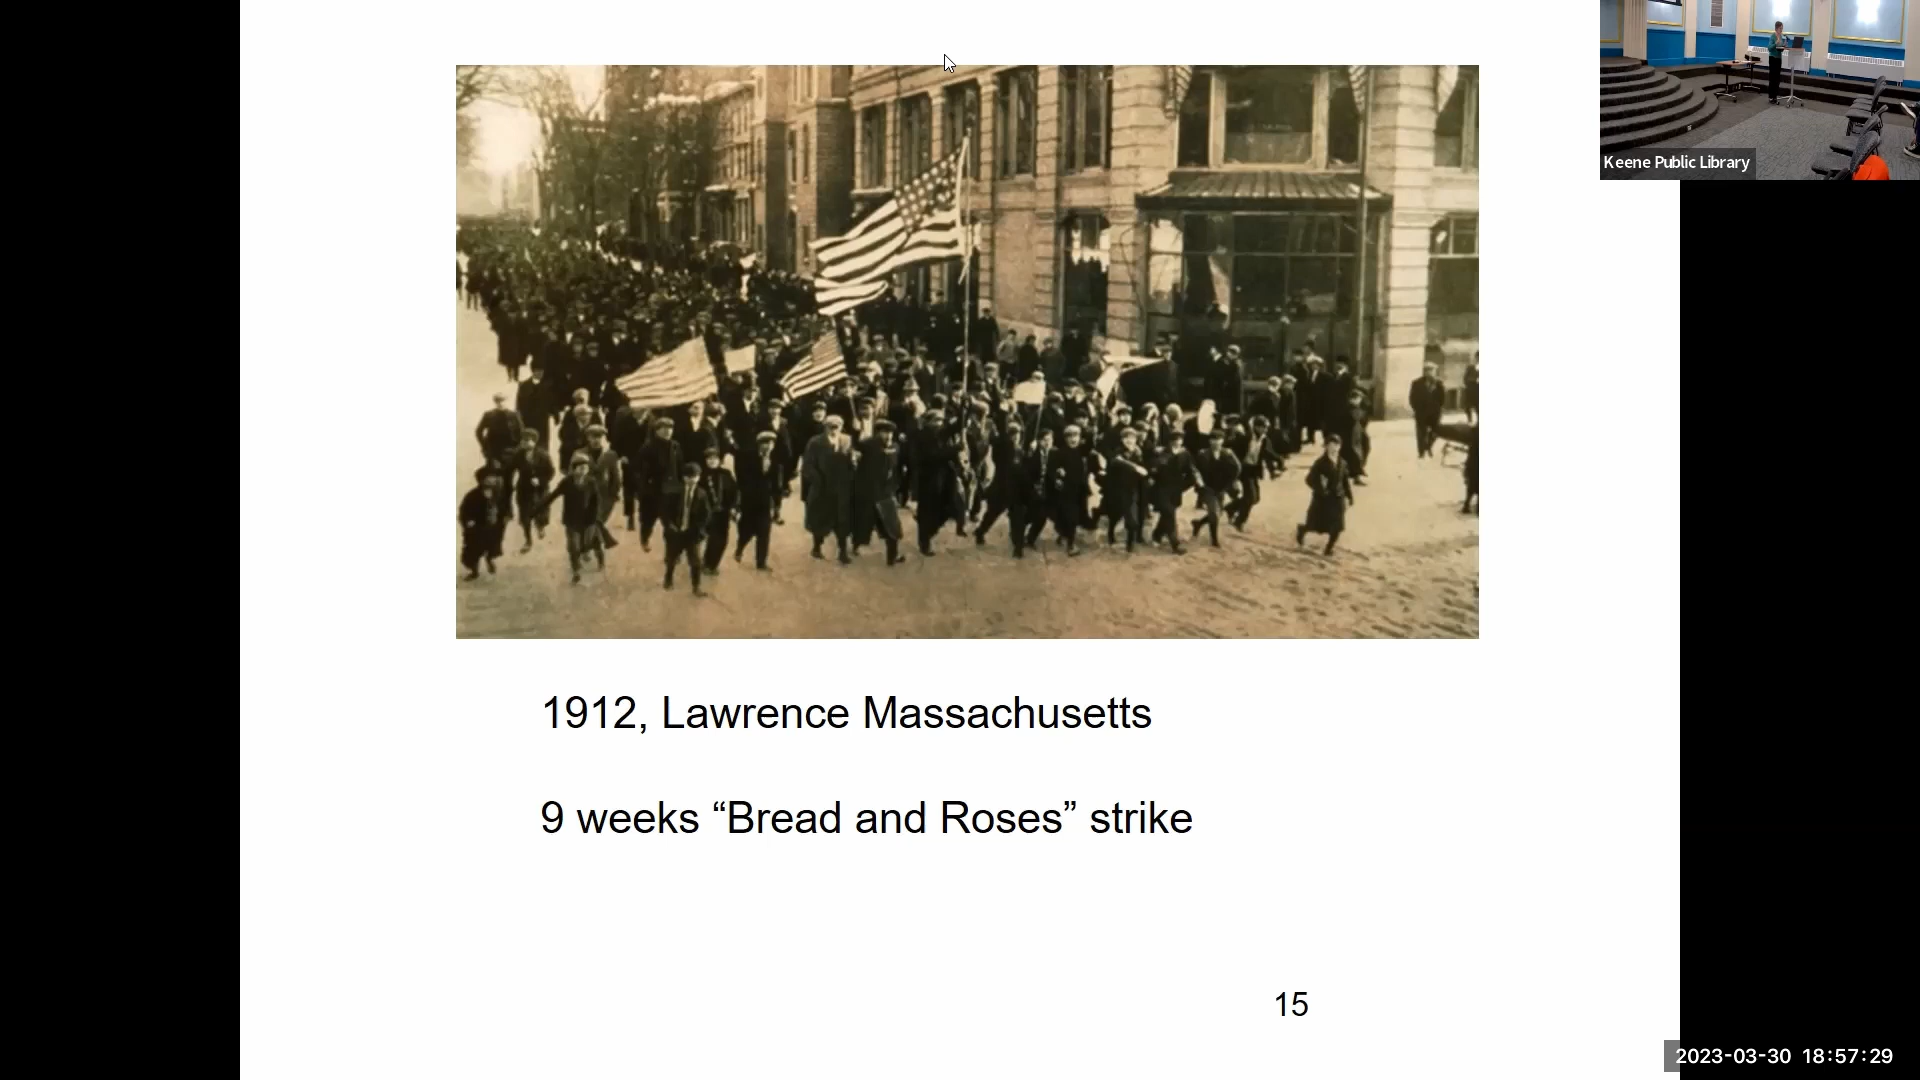 Keene Public Library
1912, Lawrence Massachusetts
9 weeks “Bread and Roses” strike
15
2023-03-30 18:57:29